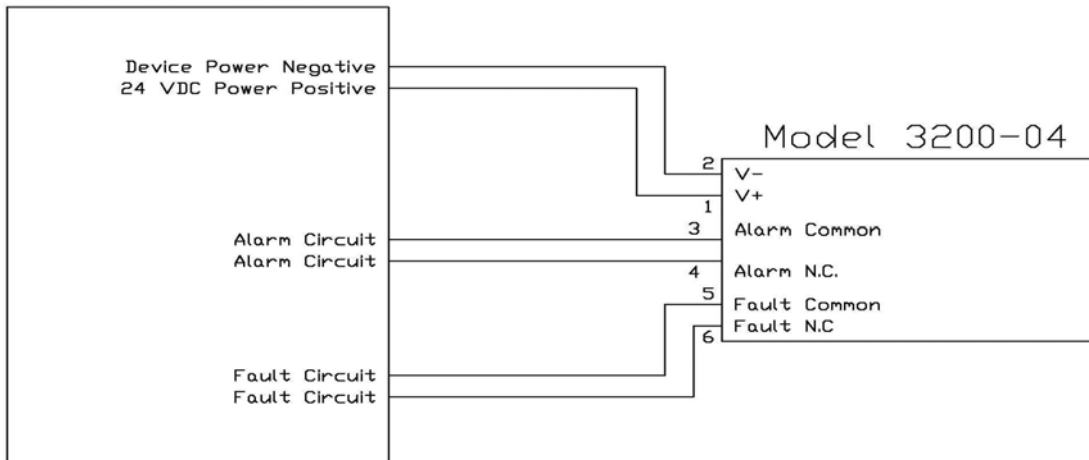 Device Power Negative
24 VDC Power Positive
Alarm Circuit
Alarm Circuit
Fault Circuit
Fault Circuit
Model 3200-04
2 V-
1 V+
3 Alarm Common
4 Alarm N.C.
5 Fault Common
6 Fault N.C